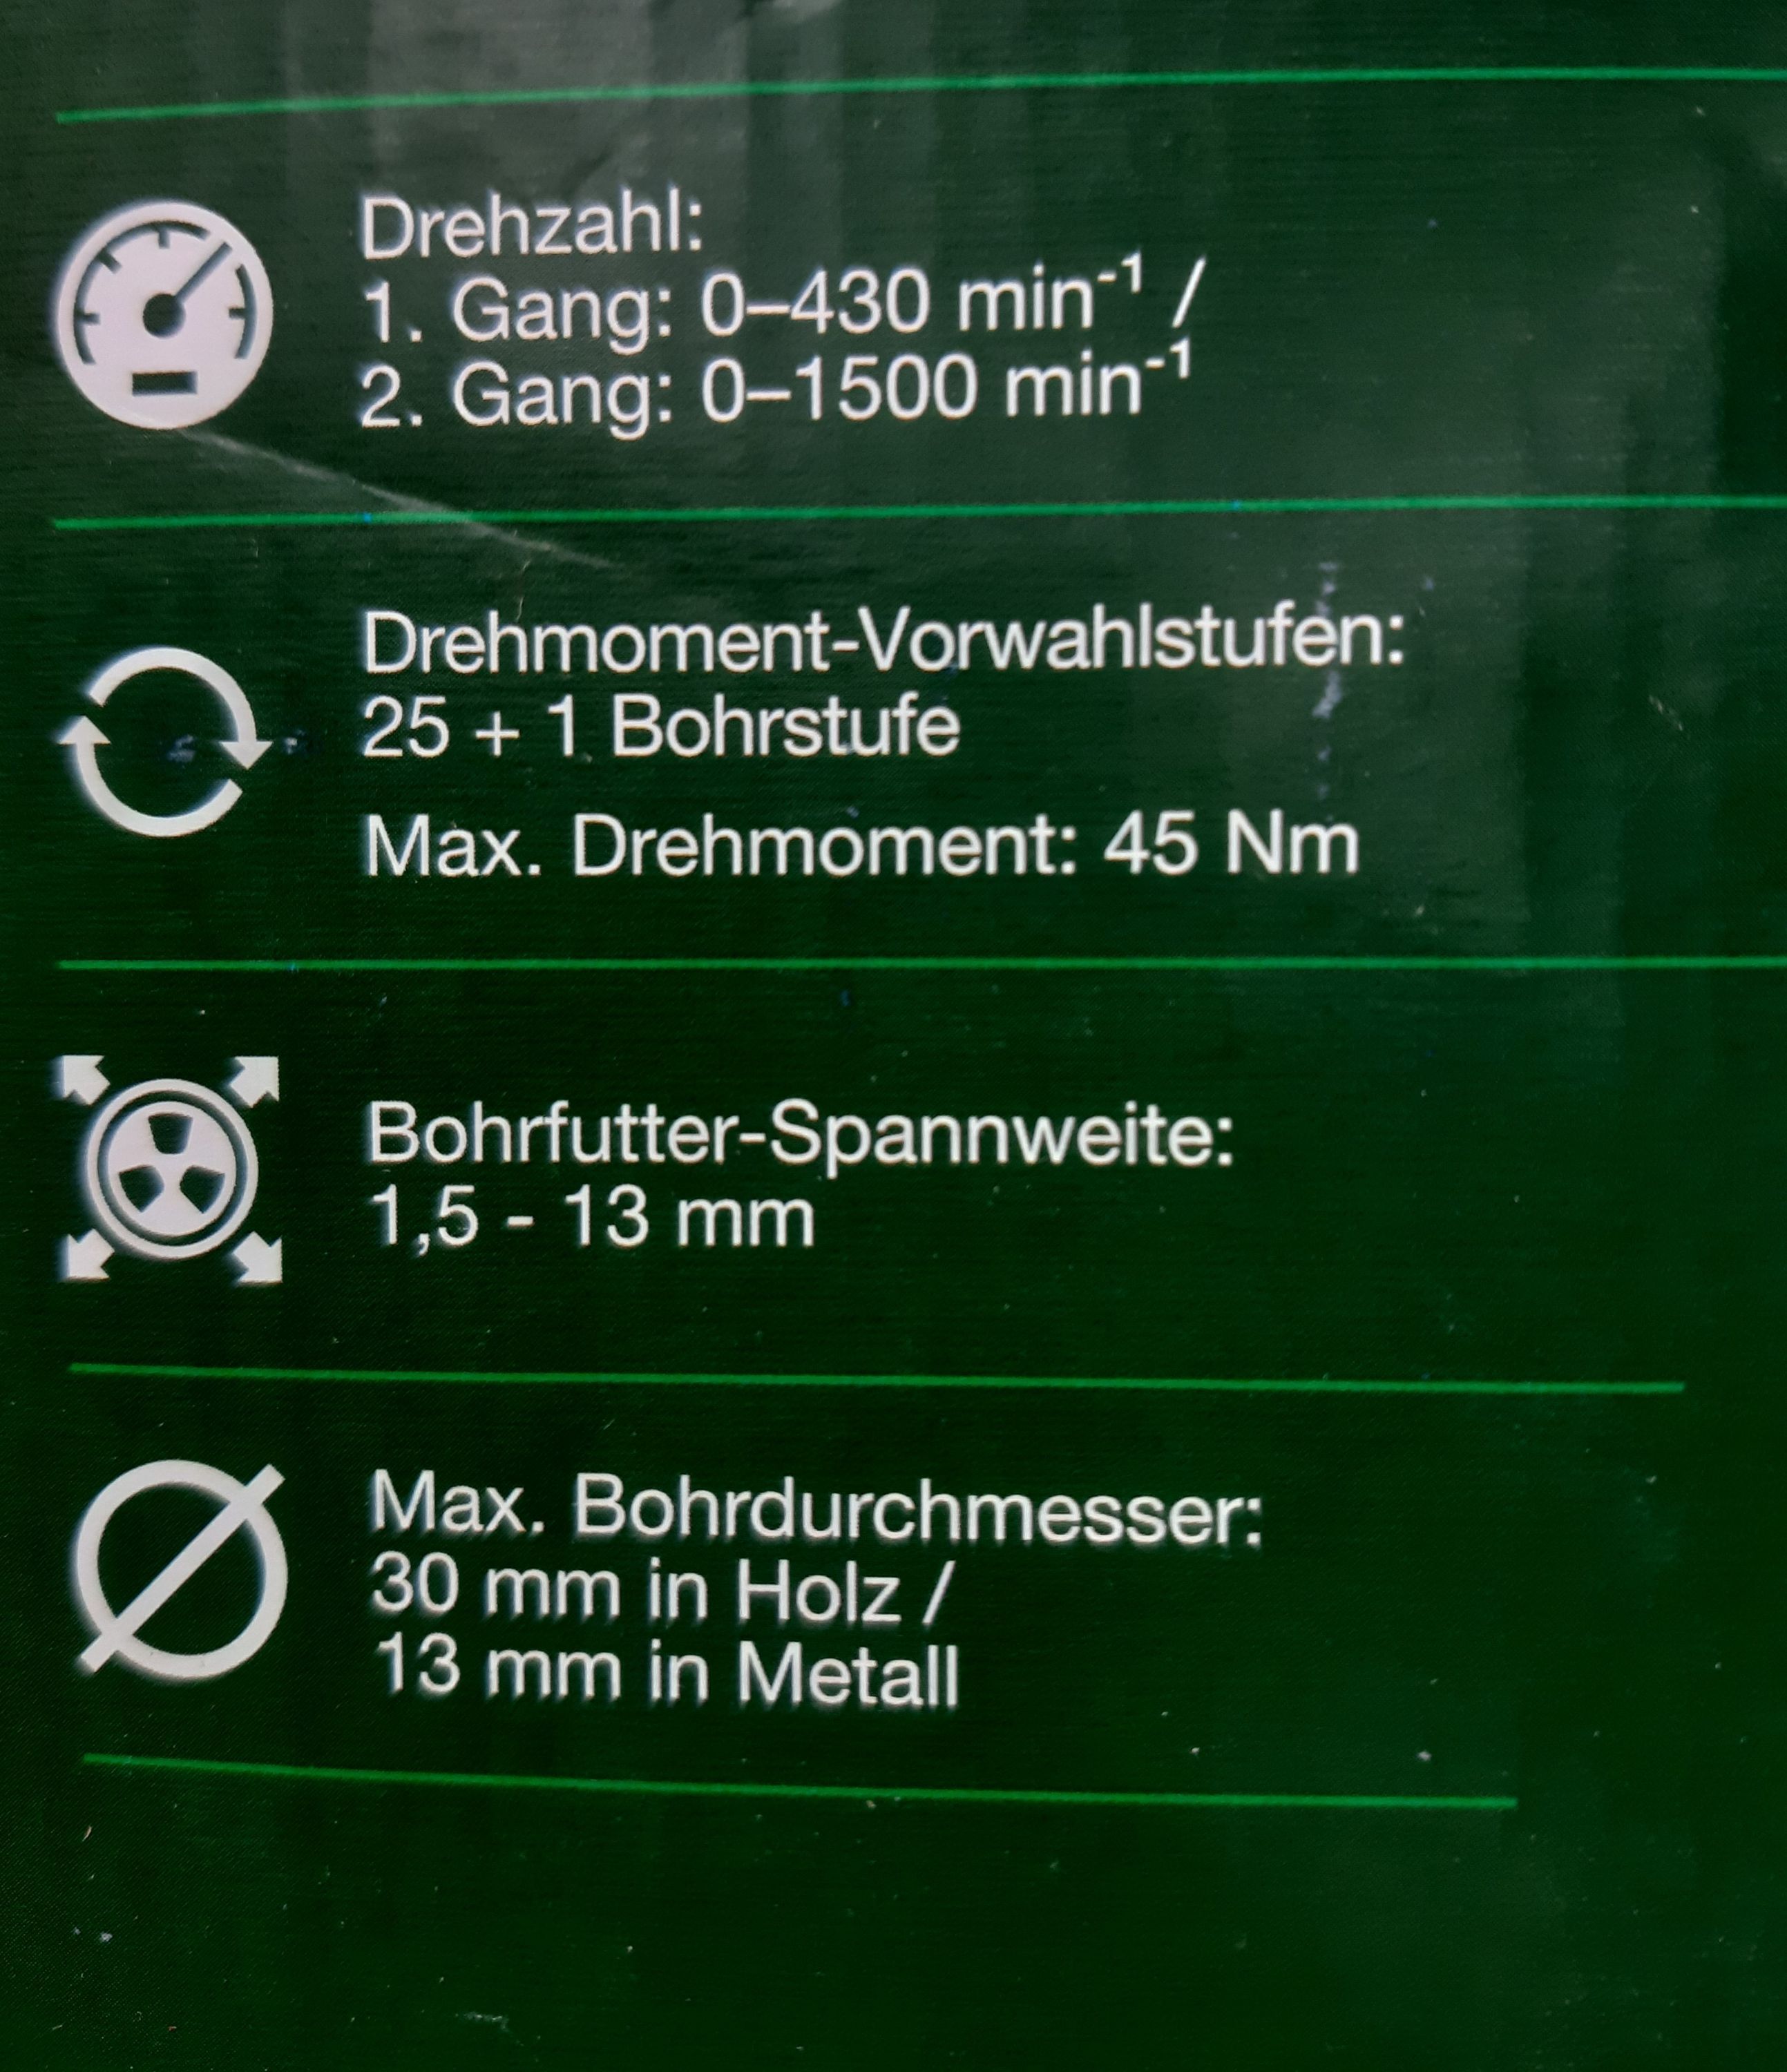 Drehzahl:
1. Gang: 0–430 min⁻¹ /
2. Gang: 0–1500 min⁻¹
Drehmoment-Vorwahlstufen:
25 + 1 Bohrstufe
Max. Drehmoment: 45 Nm
Bohrfutter-Spannweite:
1,5 - 13 mm
Max. Bohrdurchmesser:
30 mm in Holz /
13 mm in Metall